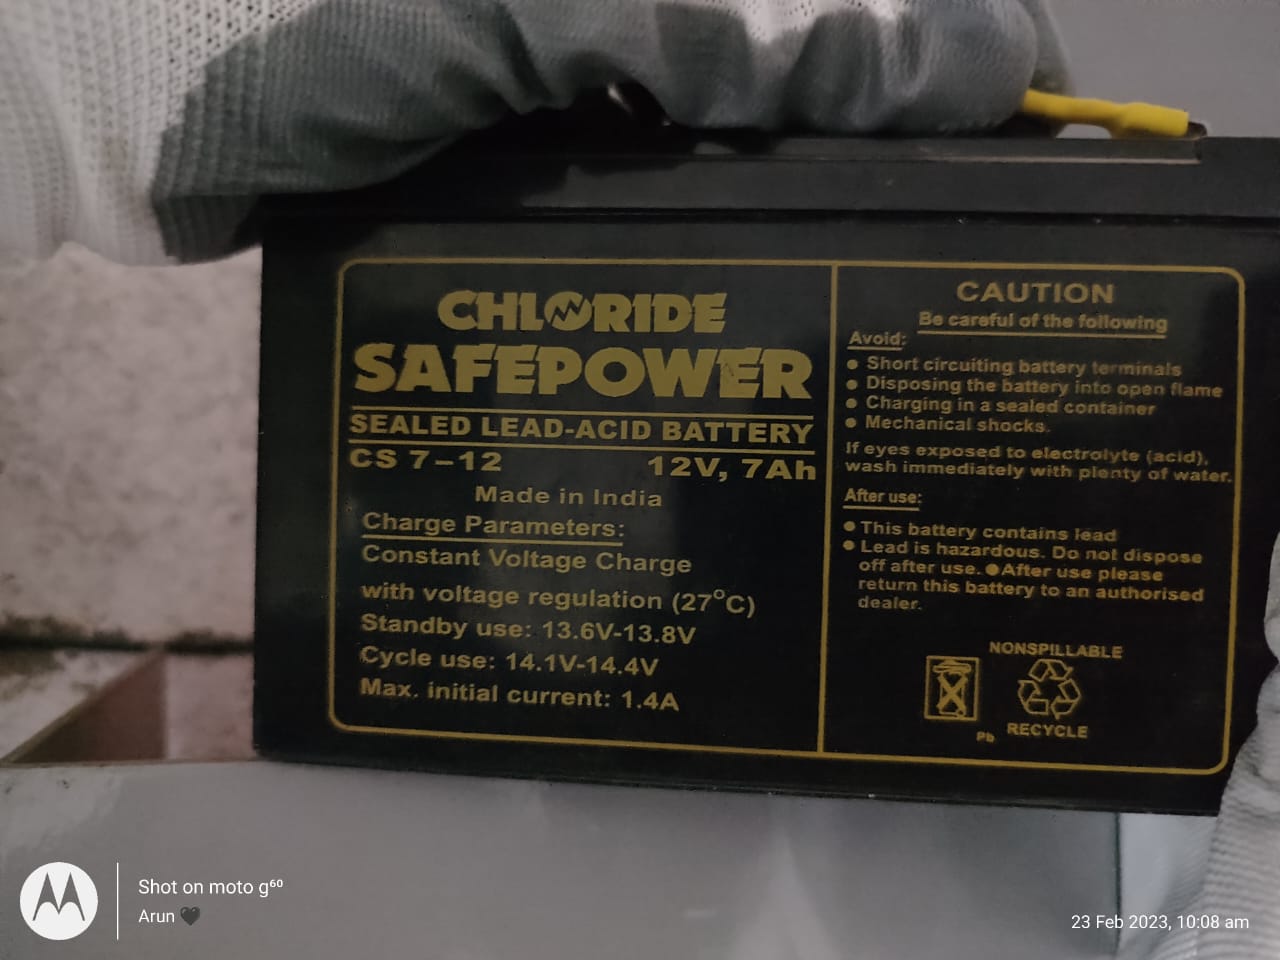 CHLORIDE
SAFEPOWER
SEALED LEAD-ACID BATTERY
CS 7-12 12V, 7Ah
Made in India
Charge Parameters:
Constant Voltage Charge
with voltage regulation (27°C)
Standby use: 13.6V-13.8V
Cycle use: 14.1V-14.4V
Max. initial current: 1.4A
CAUTION
Be careful of the following
Avoid:
● Short circuiting battery terminals
● Disposing the battery into open flame
● Charging in a sealed container
● Mechanical shocks.
If eyes exposed to electrolyte (acid),
wash immediately with plenty of water.
After use:
● This battery contains lead
● Lead is hazardous. Do not dispose
off after use. ●After use please
return this battery to an authorised
dealer.
NONSPILLABLE
Pb RECYCLE
Shot on moto g⁶⁰
Arun 🖤
23 Feb 2023, 10:08 am